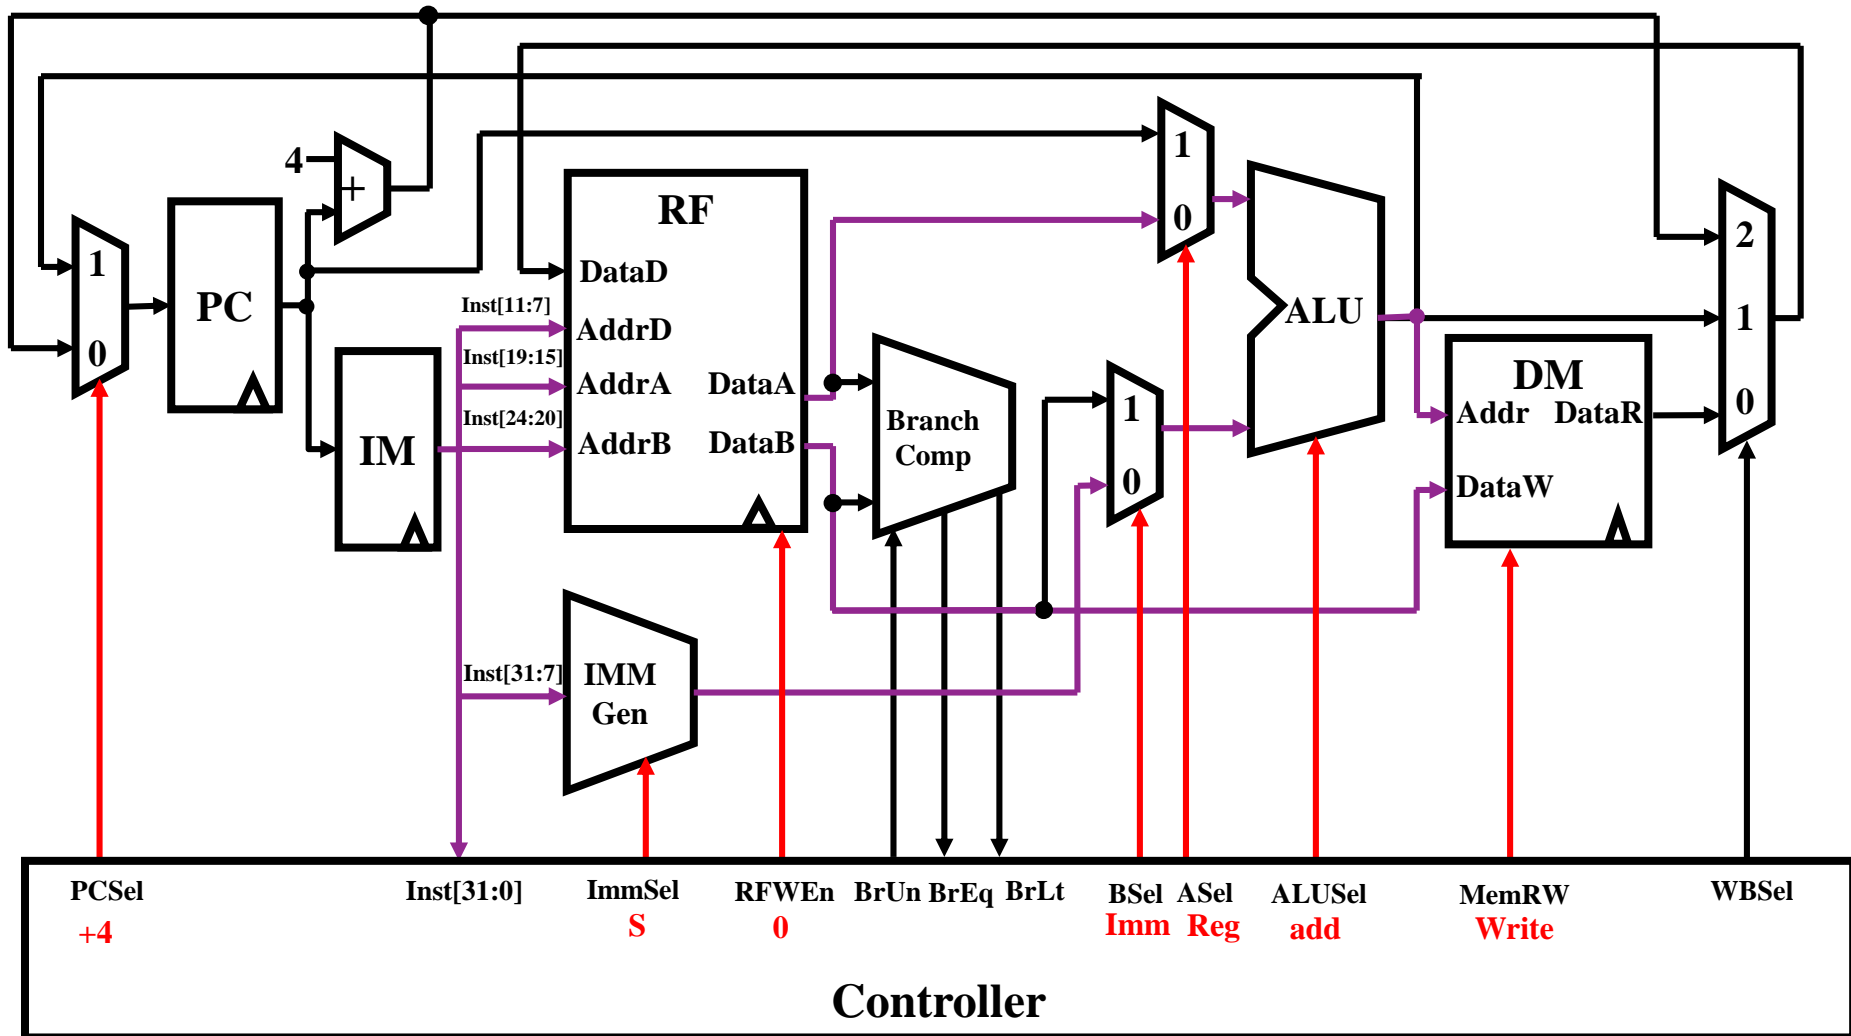 4
+
1
0
PC
IM
RF
DataD
Inst[11:7]
AddrD
Inst[19:15]
AddrA
Inst[24:20]
AddrB
DataA
DataB
Inst[31:7]
IMM
Gen
Branch
Comp
1
0
1
0
ALU
DM
Addr DataR
DataW
2
1
0
PCSel Inst[31:0] ImmSel RFWEn BrUn BrEq BrLt BSel ASel ALUSel MemRW WBSel
+4 S 0 Imm Reg add Write
Controller